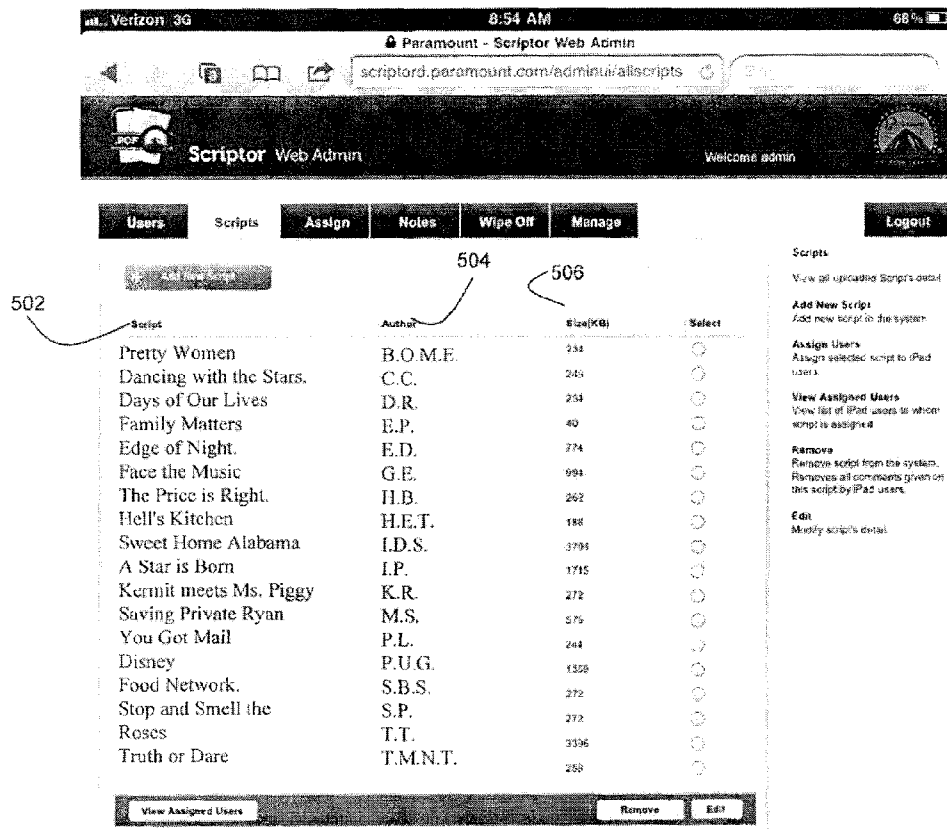 Verizon 3G 8:54 AM 68%
Paramount - Scriptor Web Admin
scriptord.paramount.com/adminui/allscripts
PCF
Scriptor Web Admin Welcome admin
Users Scripts Assign Notes Wipe Off Manage Logout
Add New Script
502 504 506
Script Author Size(KB) Select
Pretty Women B.O.M.E. 234
Dancing with the Stars. C.C. 245
Days of Our Lives D.R. 234
Family Matters E.P. 40
Edge of Night. E.D. 274
Face the Music G.E. 994
The Price is Right. H.B. 262
Hell's Kitchen H.E.T. 188
Sweet Home Alabama I.D.S.
A Star is Born I.P. 1715
Kermit meets Ms. Piggy K.R. 272
Saving Private Ryan M.S. 575
You Got Mail P.L. 244
Disney P.U.G.
Food Network. S.B.S. 272
Stop and Smell the S.P. 272
Roses T.T. 3396
Truth or Dare T.M.N.T. 258
View Assigned Users Remove Edit
Scripts
View all uploaded Script's detail
Add New Script
Add new script in the system
Assign Users
Assign selected script to iPad
users
View Assigned Users
View list of iPad users to whom
script is assigned
Remove
Remove script from the system.
Removes all comments given on
this script by iPad users.
Edit
Modify script's detail